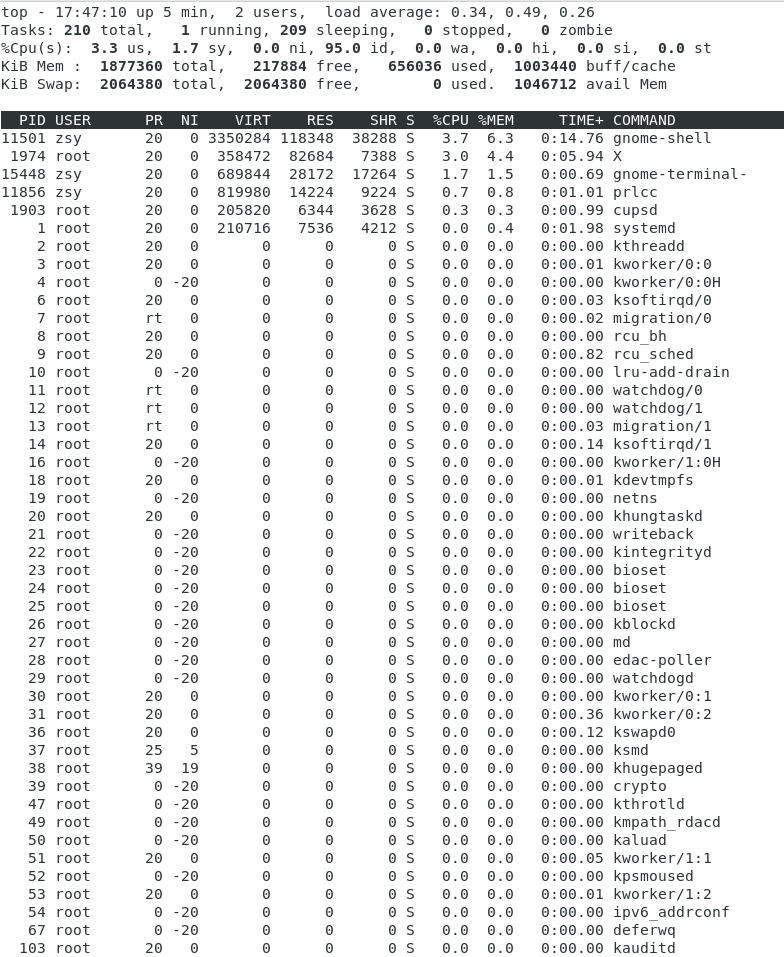 top - 17:47:10 up 5 min,  2 users,  load average: 0.34, 0.49, 0.26
Tasks: 210 total,   1 running, 209 sleeping,   0 stopped,   0 zombie
%Cpu(s):  3.3 us,  1.7 sy,  0.0 ni, 95.0 id,  0.0 wa,  0.0 hi,  0.0 si,  0.0 st
KiB Mem :  1877360 total,   217884 free,   656036 used,  1003440 buff/cache
KiB Swap:  2064380 total,  2064380 free,        0 used.  1046712 avail Mem
  PID USER      PR  NI    VIRT    RES    SHR S  %CPU %MEM     TIME+ COMMAND
11501 zsy       20   0 3350284 118348  38288 S   3.7  6.3   0:14.76 gnome-shell
 1974 root      20   0  358472  82684   7388 S   3.0  4.4   0:05.94 X
15448 zsy       20   0  689844  28172  17264 S   1.7  1.5   0:00.69 gnome-terminal-
11856 zsy       20   0  819980  14224   9224 S   0.7  0.8   0:01.01 prlcc
 1903 root      20   0  205820   6344   3628 S   0.3  0.3   0:00.99 cupsd
    1 root      20   0  210716   7536   4212 S   0.0  0.4   0:01.98 systemd
    2 root      20   0       0      0      0 S   0.0  0.0   0:00.00 kthreadd
    3 root      20   0       0      0      0 S   0.0  0.0   0:00.01 kworker/0:0
    4 root       0 -20       0      0      0 S   0.0  0.0   0:00.00 kworker/0:0H
    6 root      20   0       0      0      0 S   0.0  0.0   0:00.03 ksoftirqd/0
    7 root      rt   0       0      0      0 S   0.0  0.0   0:00.02 migration/0
    8 root      20   0       0      0      0 S   0.0  0.0   0:00.00 rcu_bh
    9 root      20   0       0      0      0 S   0.0  0.0   0:00.82 rcu_sched
   10 root       0 -20       0      0      0 S   0.0  0.0   0:00.00 lru-add-drain
   11 root      rt   0       0      0      0 S   0.0  0.0   0:00.00 watchdog/0
   12 root      rt   0       0      0      0 S   0.0  0.0   0:00.00 watchdog/1
   13 root      rt   0       0      0      0 S   0.0  0.0   0:00.03 migration/1
   14 root      20   0       0      0      0 S   0.0  0.0   0:00.14 ksoftirqd/1
   16 root       0 -20       0      0      0 S   0.0  0.0   0:00.00 kworker/1:0H
   18 root      20   0       0      0      0 S   0.0  0.0   0:00.01 kdevtmpfs
   19 root       0 -20       0      0      0 S   0.0  0.0   0:00.00 netns
   20 root      20   0       0      0      0 S   0.0  0.0   0:00.00 khungtaskd
   21 root       0 -20       0      0      0 S   0.0  0.0   0:00.00 writeback
   22 root       0 -20       0      0      0 S   0.0  0.0   0:00.00 kintegrityd
   23 root       0 -20       0      0      0 S   0.0  0.0   0:00.00 bioset
   24 root       0 -20       0      0      0 S   0.0  0.0   0:00.00 bioset
   25 root       0 -20       0      0      0 S   0.0  0.0   0:00.00 bioset
   26 root       0 -20       0      0      0 S   0.0  0.0   0:00.00 kblockd
   27 root       0 -20       0      0      0 S   0.0  0.0   0:00.00 md
   28 root       0 -20       0      0      0 S   0.0  0.0   0:00.00 edac-poller
   29 root       0 -20       0      0      0 S   0.0  0.0   0:00.00 watchdogd
   30 root      20   0       0      0      0 S   0.0  0.0   0:00.00 kworker/0:1
   31 root      20   0       0      0      0 S   0.0  0.0   0:00.36 kworker/0:2
   36 root      20   0       0      0      0 S   0.0  0.0   0:00.12 kswapd0
   37 root      25   5       0      0      0 S   0.0  0.0   0:00.00 ksmd
   38 root      39  19       0      0      0 S   0.0  0.0   0:00.00 khugepaged
   39 root       0 -20       0      0      0 S   0.0  0.0   0:00.00 crypto
   47 root       0 -20       0      0      0 S   0.0  0.0   0:00.00 kthrotld
   49 root       0 -20       0      0      0 S   0.0  0.0   0:00.00 kmpath_rdacd
   50 root       0 -20       0      0      0 S   0.0  0.0   0:00.00 kaluad
   51 root      20   0       0      0      0 S   0.0  0.0   0:00.05 kworker/1:1
   52 root       0 -20       0      0      0 S   0.0  0.0   0:00.00 kpsmoused
   53 root      20   0       0      0      0 S   0.0  0.0   0:00.01 kworker/1:2
   54 root       0 -20       0      0      0 S   0.0  0.0   0:00.00 ipv6_addrconf
   67 root       0 -20       0      0      0 S   0.0  0.0   0:00.00 deferwq
  103 root      20   0       0      0      0 S   0.0  0.0   0:00.00 kauditd